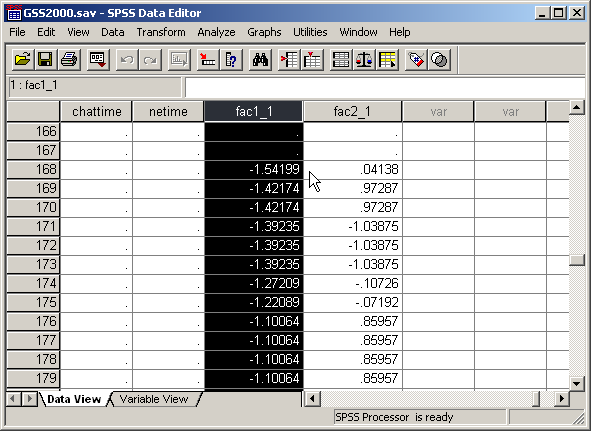 GSS2000.sav - SPSS Data Editor
File Edit View Data Transform Analyze Graphs Utilities Window Help
1 : fac1_1
chattime netime fac1_1 fac2_1 var var
166 . . . .
167 . . . .
168 . . -1.54199 .04138
169 . . -1.42174 .97287
170 . . -1.42174 .97287
171 . . -1.39235 -1.03875
172 . . -1.39235 -1.03875
173 . . -1.39235 -1.03875
174 . . -1.27209 -.10726
175 . . -1.22089 -.07192
176 . . -1.10064 .85957
177 . . -1.10064 .85957
178 . . -1.10064 .85957
179 . . -1.10064 .85957
Data View Variable View
SPSS Processor is ready